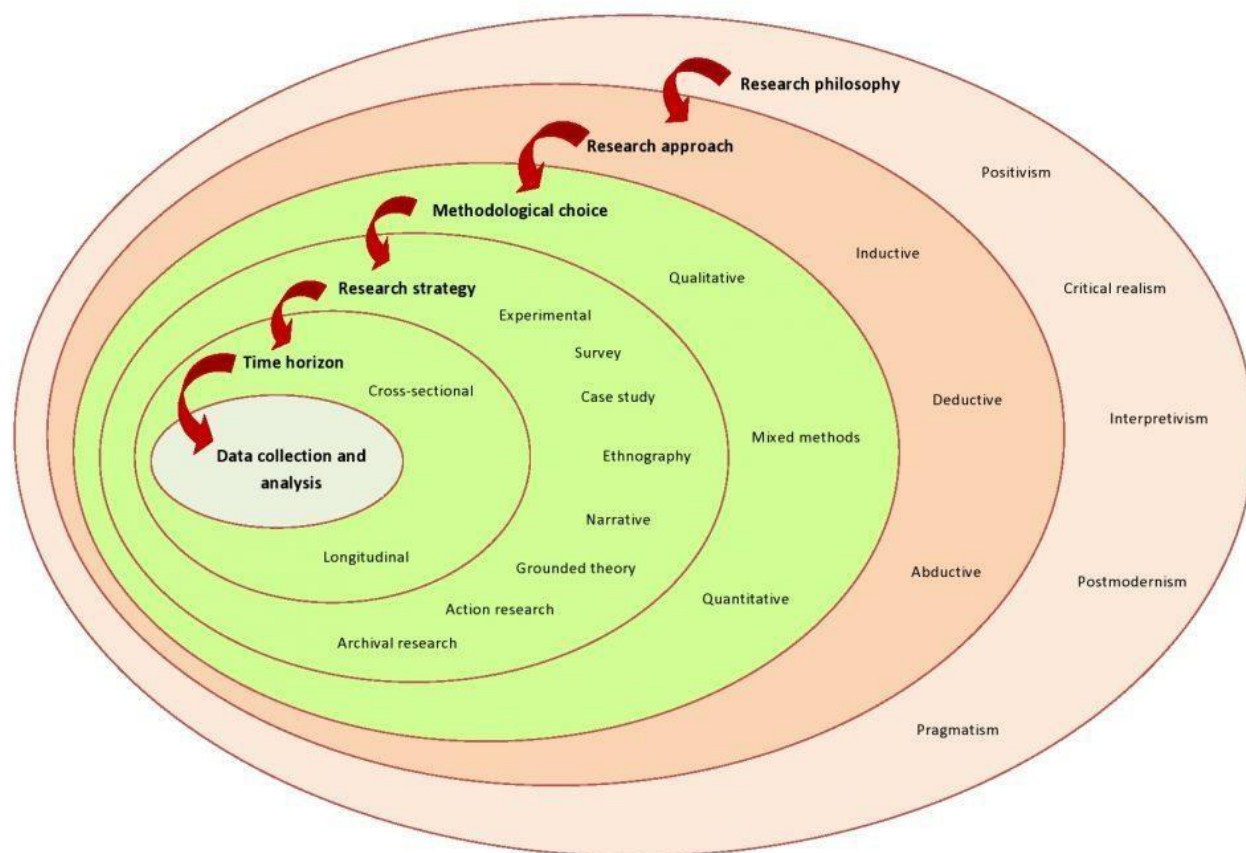 Research philosophy
Research approach
Positivism
Methodological choice
Inductive
Qualitative
Research strategy
Critical realism
Experimental
Survey
Time horizon
Cross-sectional
Case study
Deductive
Interpretivism
Mixed methods
Data collection and
analysis
Ethnography
Narrative
Longitudinal
Grounded theory
Abductive
Postmodernism
Quantitative
Action research
Archival research
Pragmatism